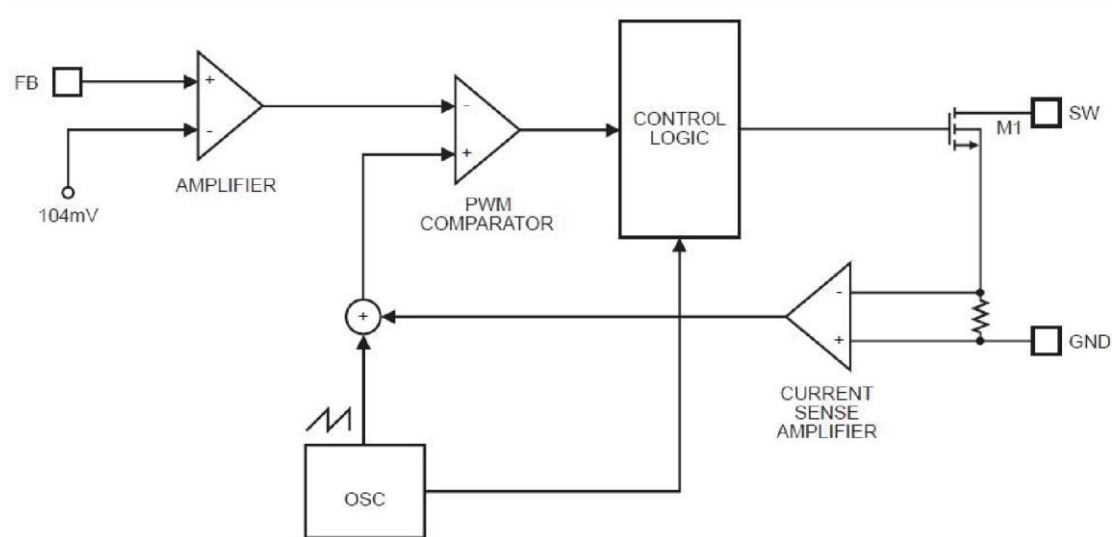 FB
+
-
104mV
AMPLIFIER
-
+
PWM
COMPARATOR
CONTROL
LOGIC
M1
SW
+
-
+
CURRENT
SENSE
AMPLIFIER
GND
OSC